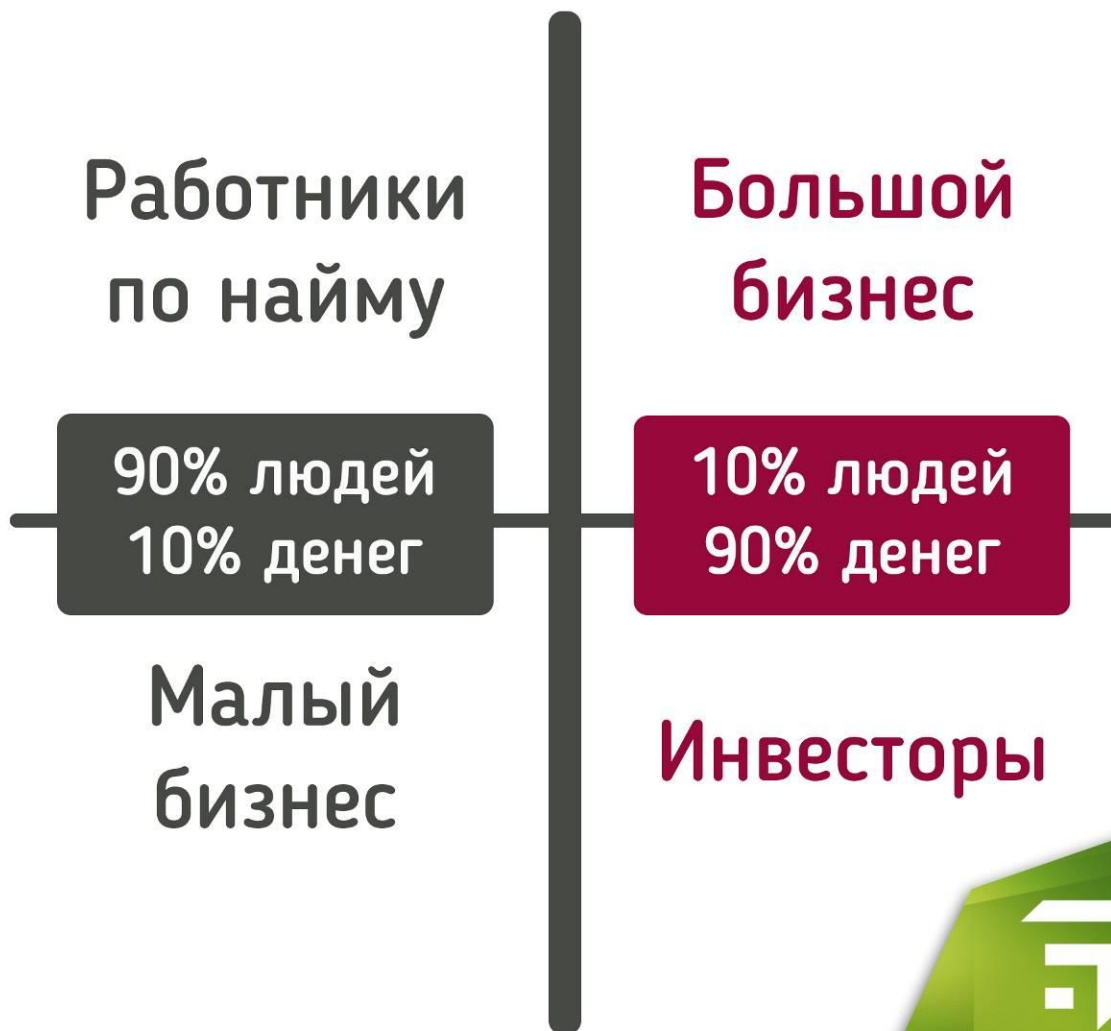 Работники
по найму
90% людей
10% денег
Малый
бизнес
Большой
бизнес
10% людей
90% денег
Инвесторы